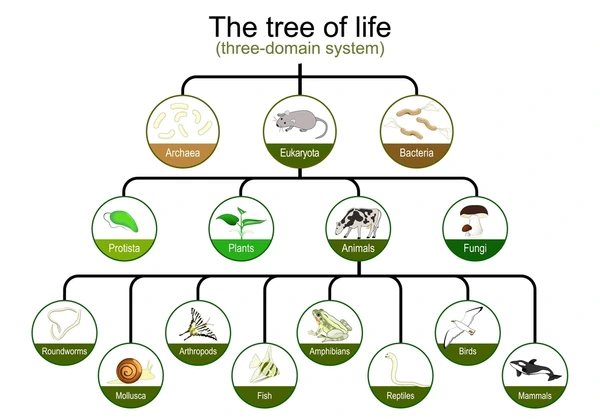 The tree of life
(three-domain system)
Archaea
Eukaryota
Bacteria
Protista
Plants
Animals
Fungi
Roundworms
Arthropods
Amphibians
Birds
Mollusca
Fish
Reptiles
Mammals